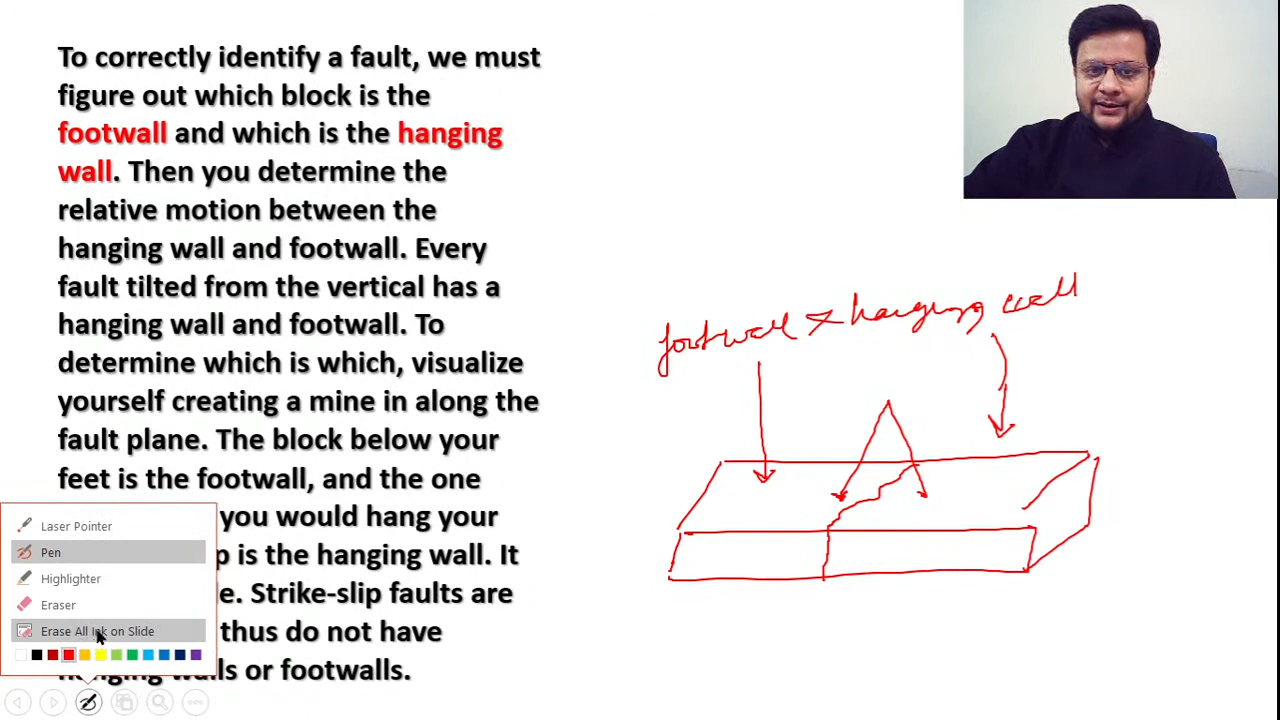 To correctly identify a fault, we must
figure out which block is the
footwall and which is the hanging
wall. Then you determine the
relative motion between the
hanging wall and footwall. Every
fault tilted from the vertical has a
hanging wall and footwall. To
determine which is which, visualize
yourself creating a mine in along the
fault plane. The block below your
feet is the footwall, and the one
you would hang your
is the hanging wall. It
Strike-slip faults are
thus do not have
or footwalls.
Laser Pointer
Pen
Highlighter
Eraser
Erase All Ink on Slide
footwall & hanging wall